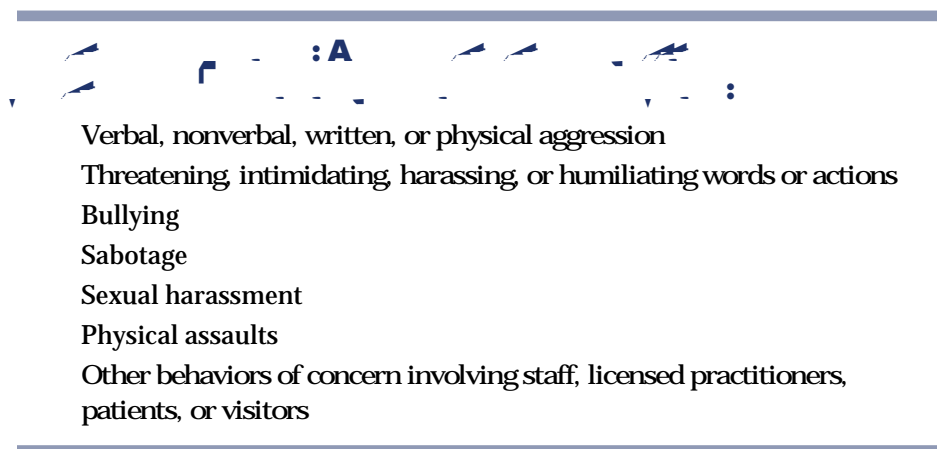 : A
:
Verbal, nonverbal, written, or physical aggression
Threatening, intimidating, harassing, or humiliating words or actions
Bullying
Sabotage
Sexual harassment
Physical assaults
Other behaviors of concern involving staff, licensed practitioners,
patients, or visitors